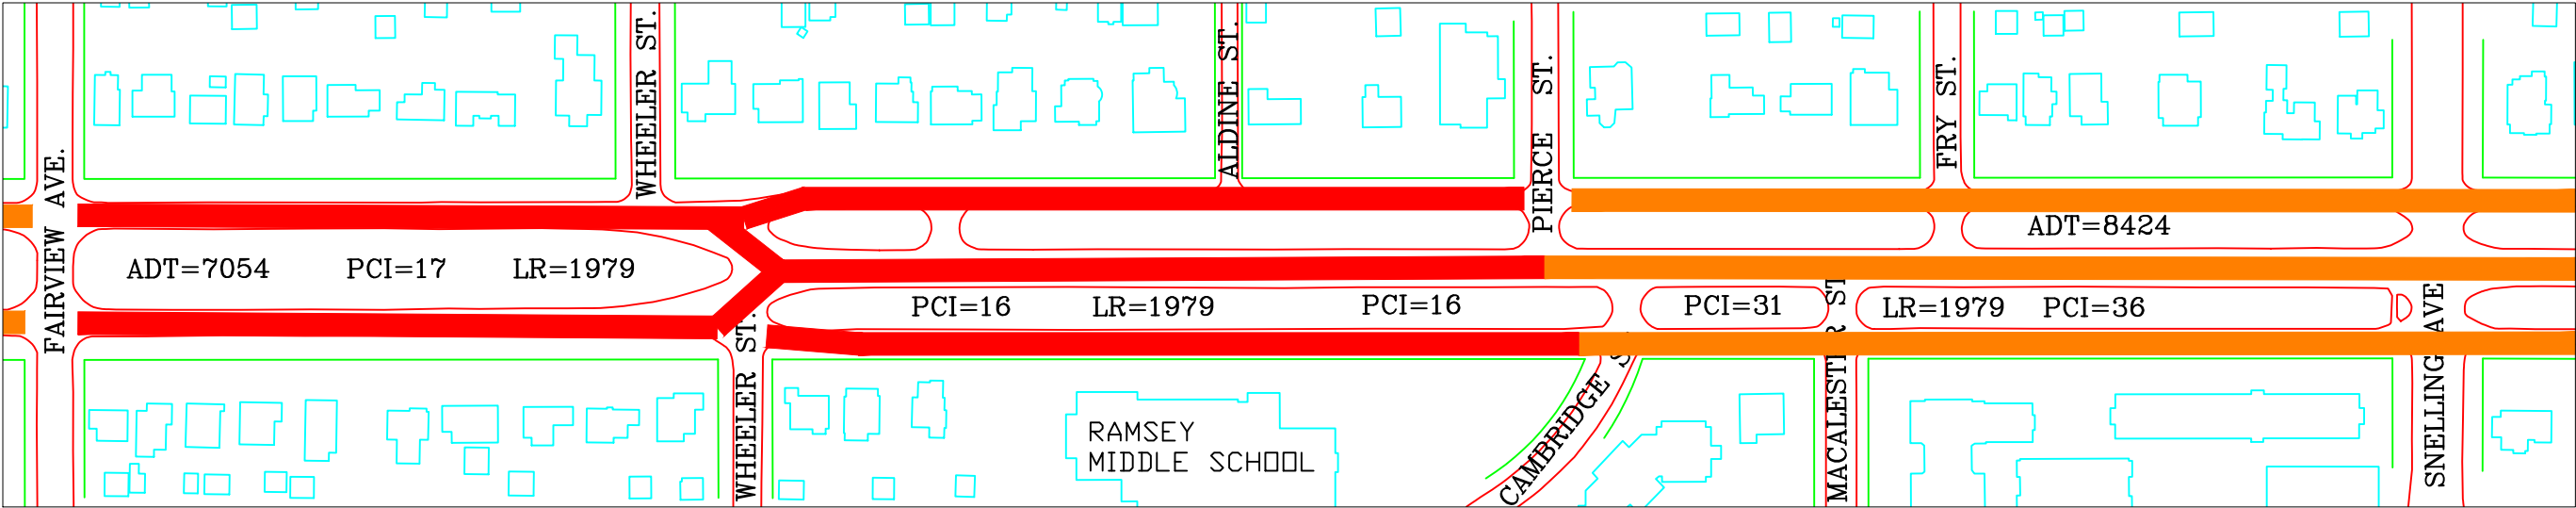 FAIRVIEW AVE.
WHEELER ST.
ALDINE ST.
PIERCE ST.
FRY ST.
ADT=8424
ADT=7054 PCI=17 LR=1979
PCI=16 LR=1979 PCI=16 PCI=31 LR=1979 PCI=36
WHEELER ST.
RAMSEY
MIDDLE SCHOOL
CAMBRIDGE S
MACALESTR ST
SNELLING AVE